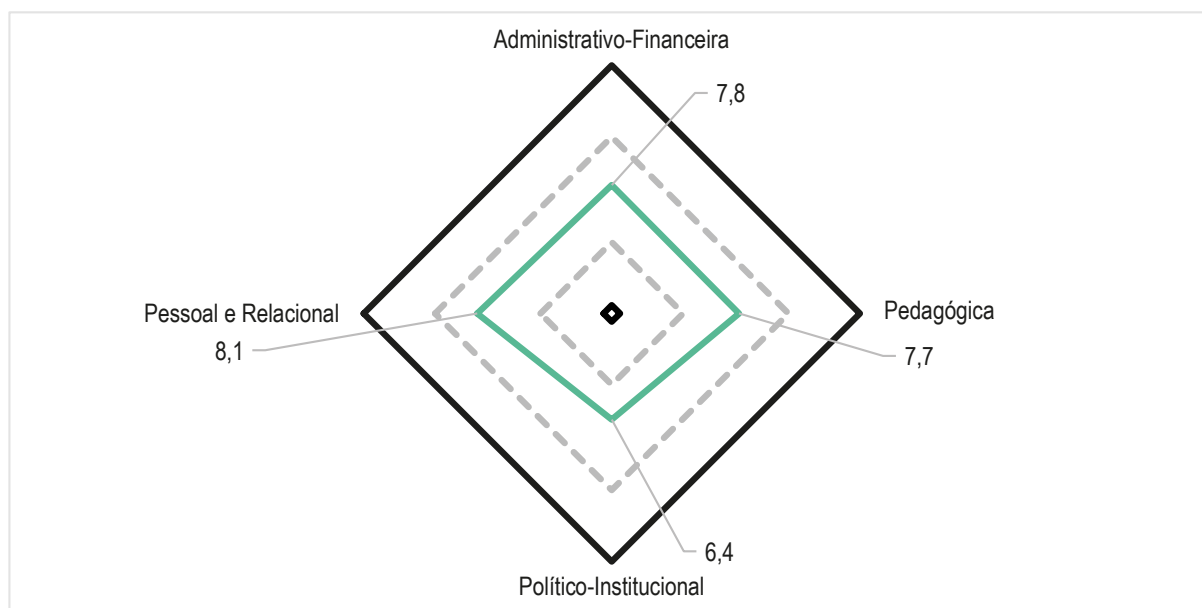 Administrativo-Financeira
7,8
Pessoal e Relacional
8,1
Pedagógica
7,7
6,4
Político-Institucional